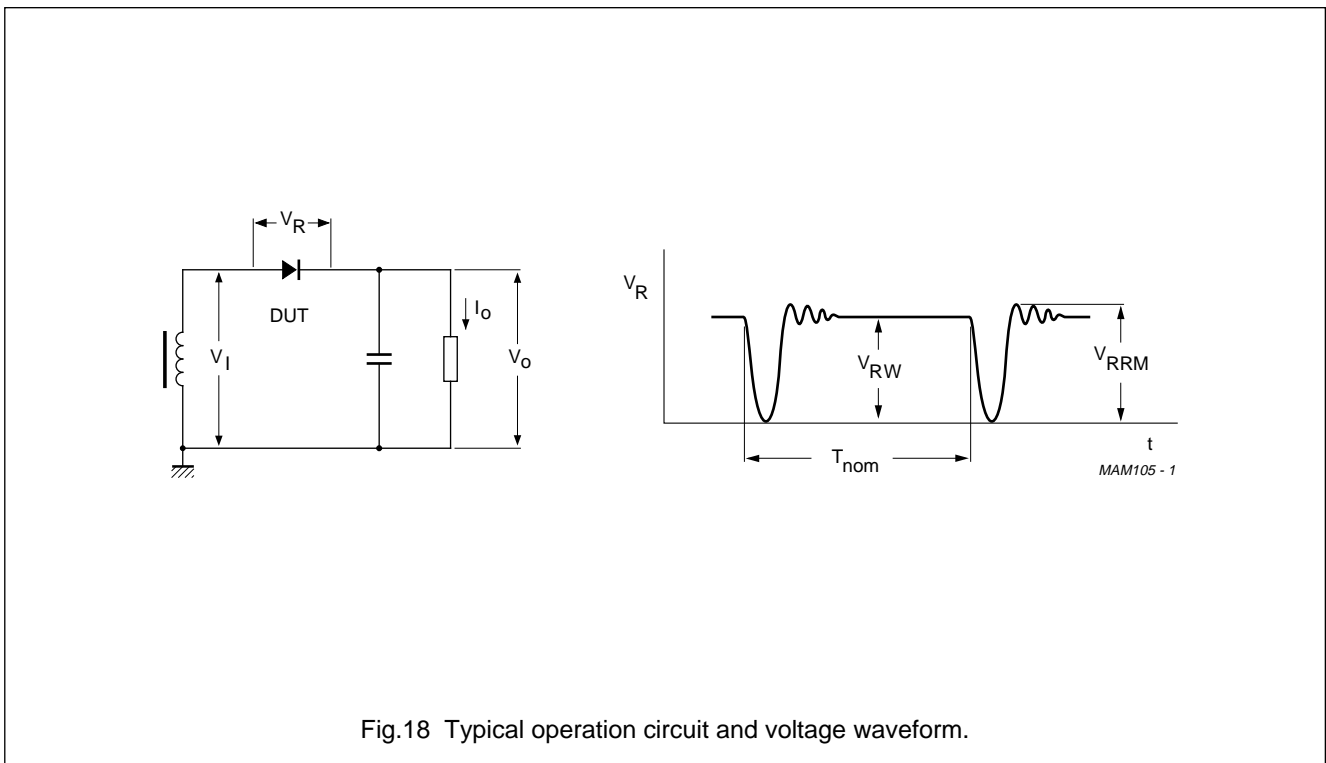 V_R
DUT
V_I
I_o
V_o
V_R
V_RW
V_RRM
T_nom
t
MAM105 - 1
Fig.18 Typical operation circuit and voltage waveform.